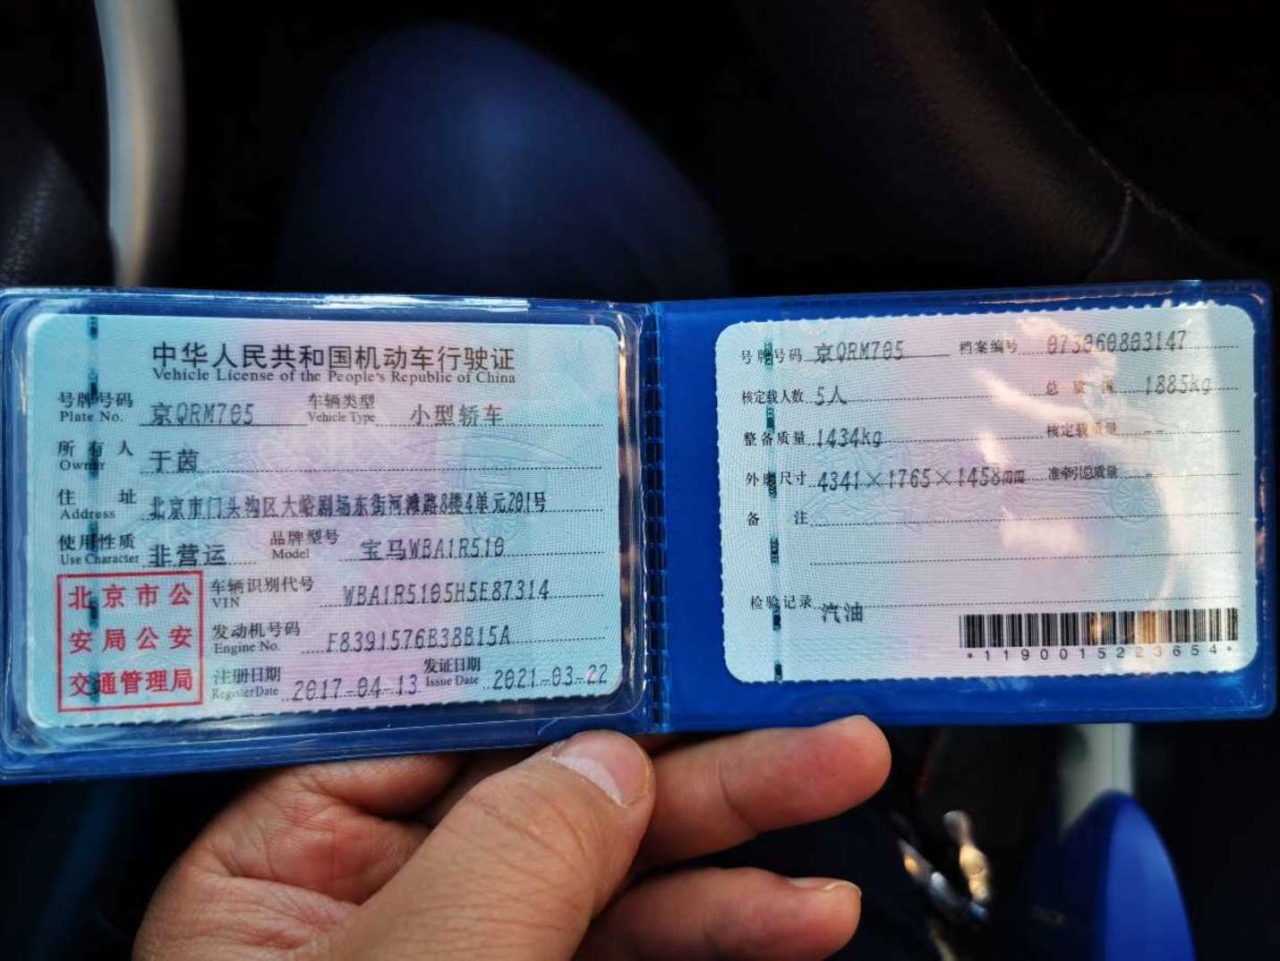 中华人民共和国机动车行驶证
Vehicle License of the People's Republic of China
号牌号码 京QRM705 车辆类型 小型轿车
Plate No. Vehicle Type
所有人 于茵
Owner
住址 北京市门头沟区大峪剧场东街河滩路8楼4单元201号
Address
使用性质 非营运 品牌型号 宝马WBA1R510
Use Character Model
车辆识别代号 WBA1R5105H5E87314
VIN
发动机号码 F8391576B38B15A
Engine No.
注册日期 2017-04-13 发证日期 2021-03-22
Register Date Issue Date
北京市公
安局公安
交通管理局
号牌号码 京QRM705 档案编号 073060803147
核定载人数 5人 总质量 1885kg
整备质量 1434kg 核定载质量 --
外廓尺寸 4341×1765×1458mm 准牵引总质量 --
备注
检验记录 汽油
*1190015223654*